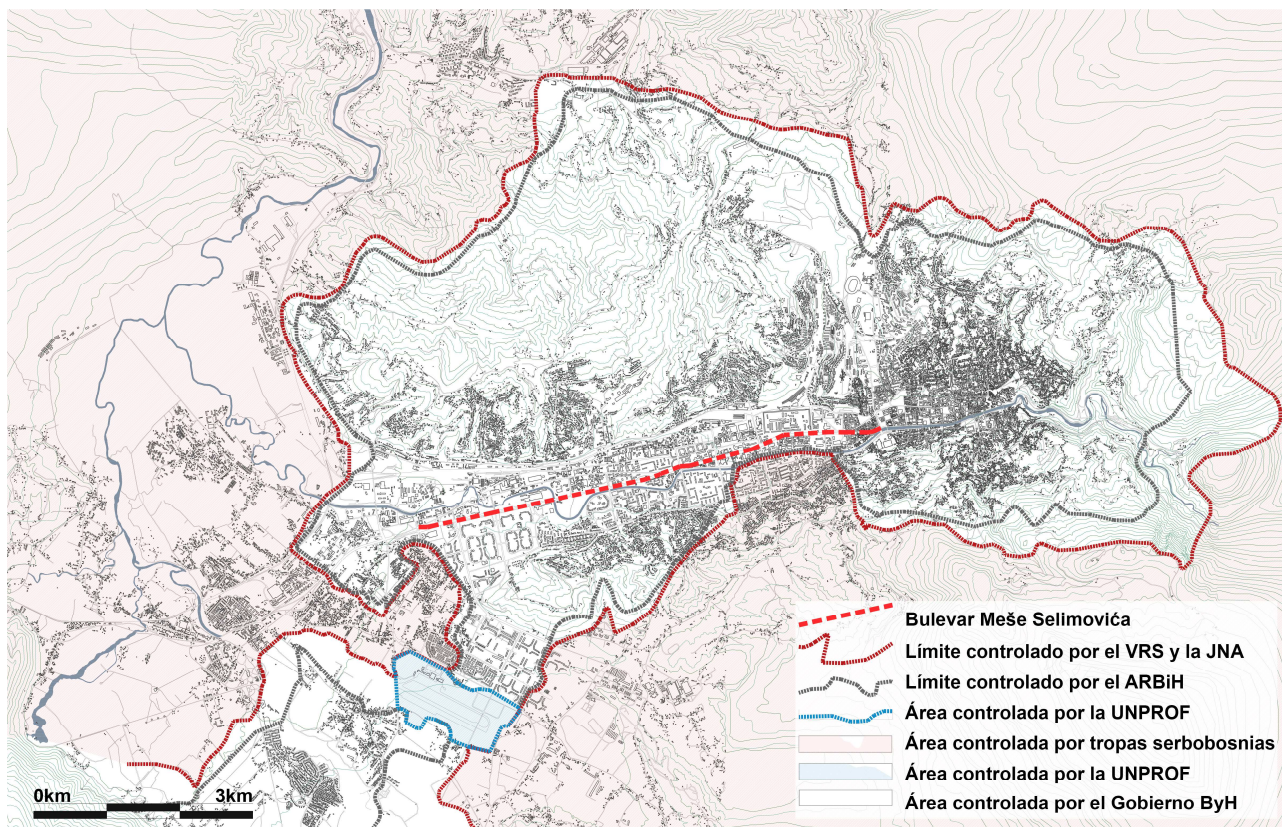 Bulevar Meše Selimovića
Límite controlado por el VRS y la JNA
Límite controlado por el ARBiH
Área controlada por la UNPROF
Área controlada por tropas serbobosnias
Área controlada por la UNPROF
Área controlada por el Gobierno ByH
0km 3km